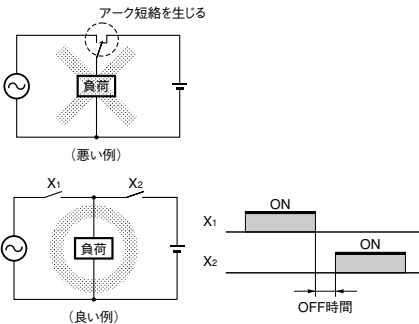 アーク短絡を生じる
負荷
（悪い例）
X1 X2
負荷
（良い例）
ON
X1
ON
X2
OFF時間